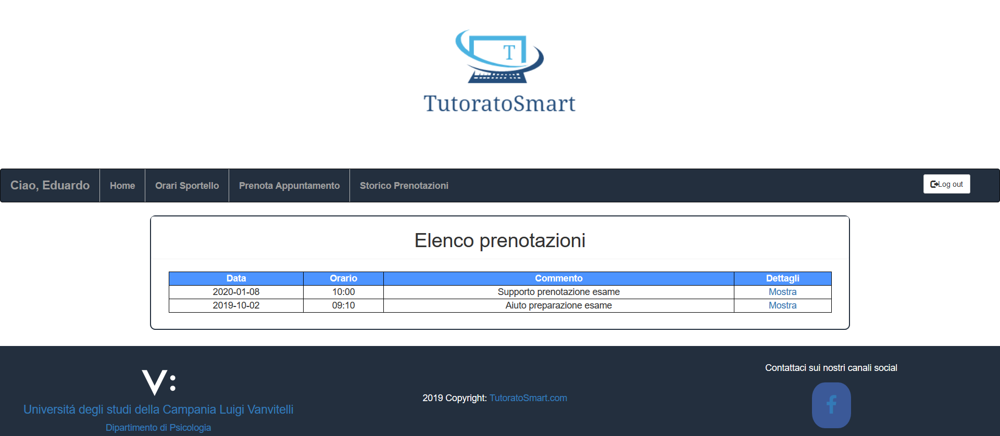 T
TutoratoSmart
Ciao, Eduardo Home Orari Sportello Prenota Appuntamento Storico Prenotazioni Log out
Elenco prenotazioni
Data Orario Commento Dettagli
2020-01-08 10:00 Supporto prenotazione esame Mostra
2019-10-02 09:10 Aiuto preparazione esame Mostra
V:
Universitá degli studi della Campania Luigi Vanvitelli
Dipartimento di Psicologia
2019 Copyright: TutoratoSmart.com
Contattaci sui nostri canali social
f